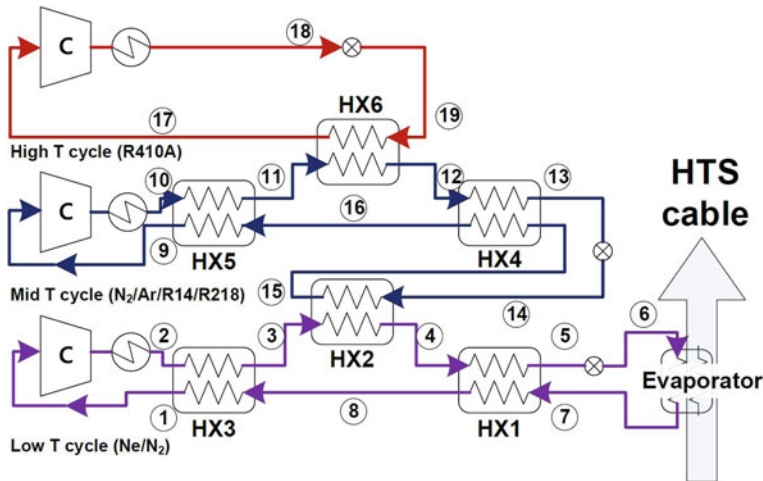 C
18
17
19
HX6
High T cycle (R410A)
C
10
11
12
13
16
9
HX5
HX4
HTS
cable
Mid T cycle (N₂/Ar/R14/R218)
15
14
C
2
3
4
5
6
HX2
Evaporator
1
8
7
HX3
HX1
Low T cycle (Ne/N₂)